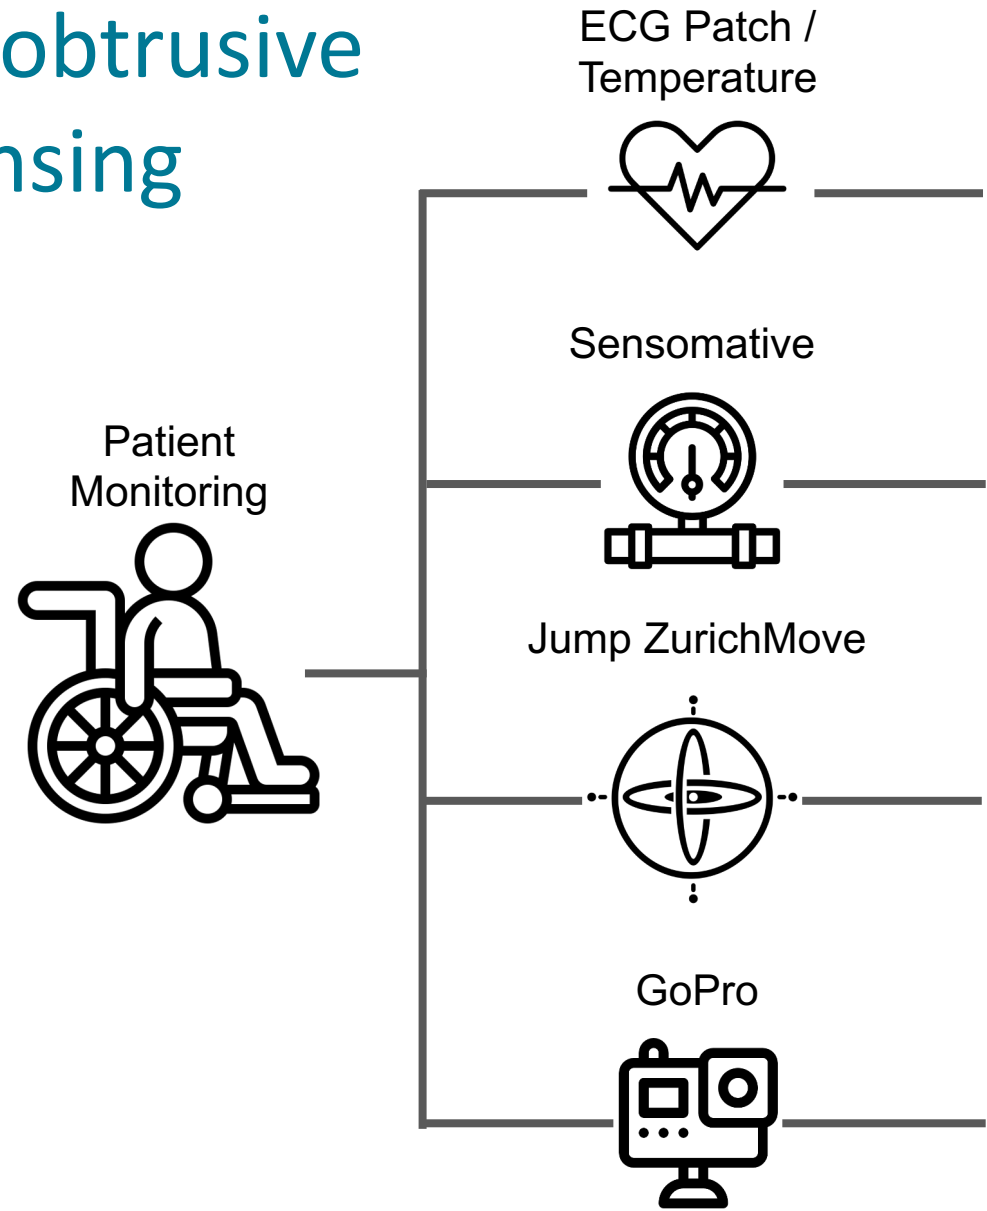 obtrusive
nsing
ECG Patch /
Temperature
Sensomative
Patient
Monitoring
Jump ZurichMove
GoPro